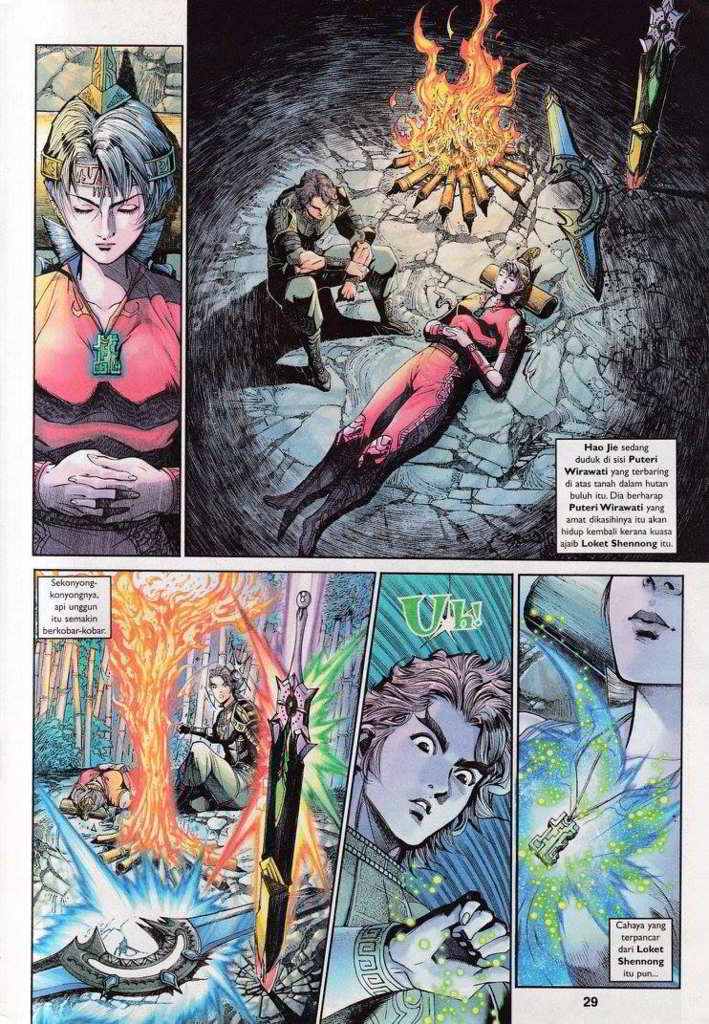 Hao Jie sedang
duduk di sisi Puteri
Wirawati yang terbaring
di atas tanah dalam hutan
buluh itu. Dia berharap
Puteri Wirawati yang
amat dikasihinya itu akan
hidup kembali kerana kuasa
ajaib Loket Shennong itu.
Sekonyong-
konyongnya,
api unggun
itu semakin
berkobar-kobar.
Uh!
Cahaya yang
terpancar
dari Loket
Shennong
itu pun...
29